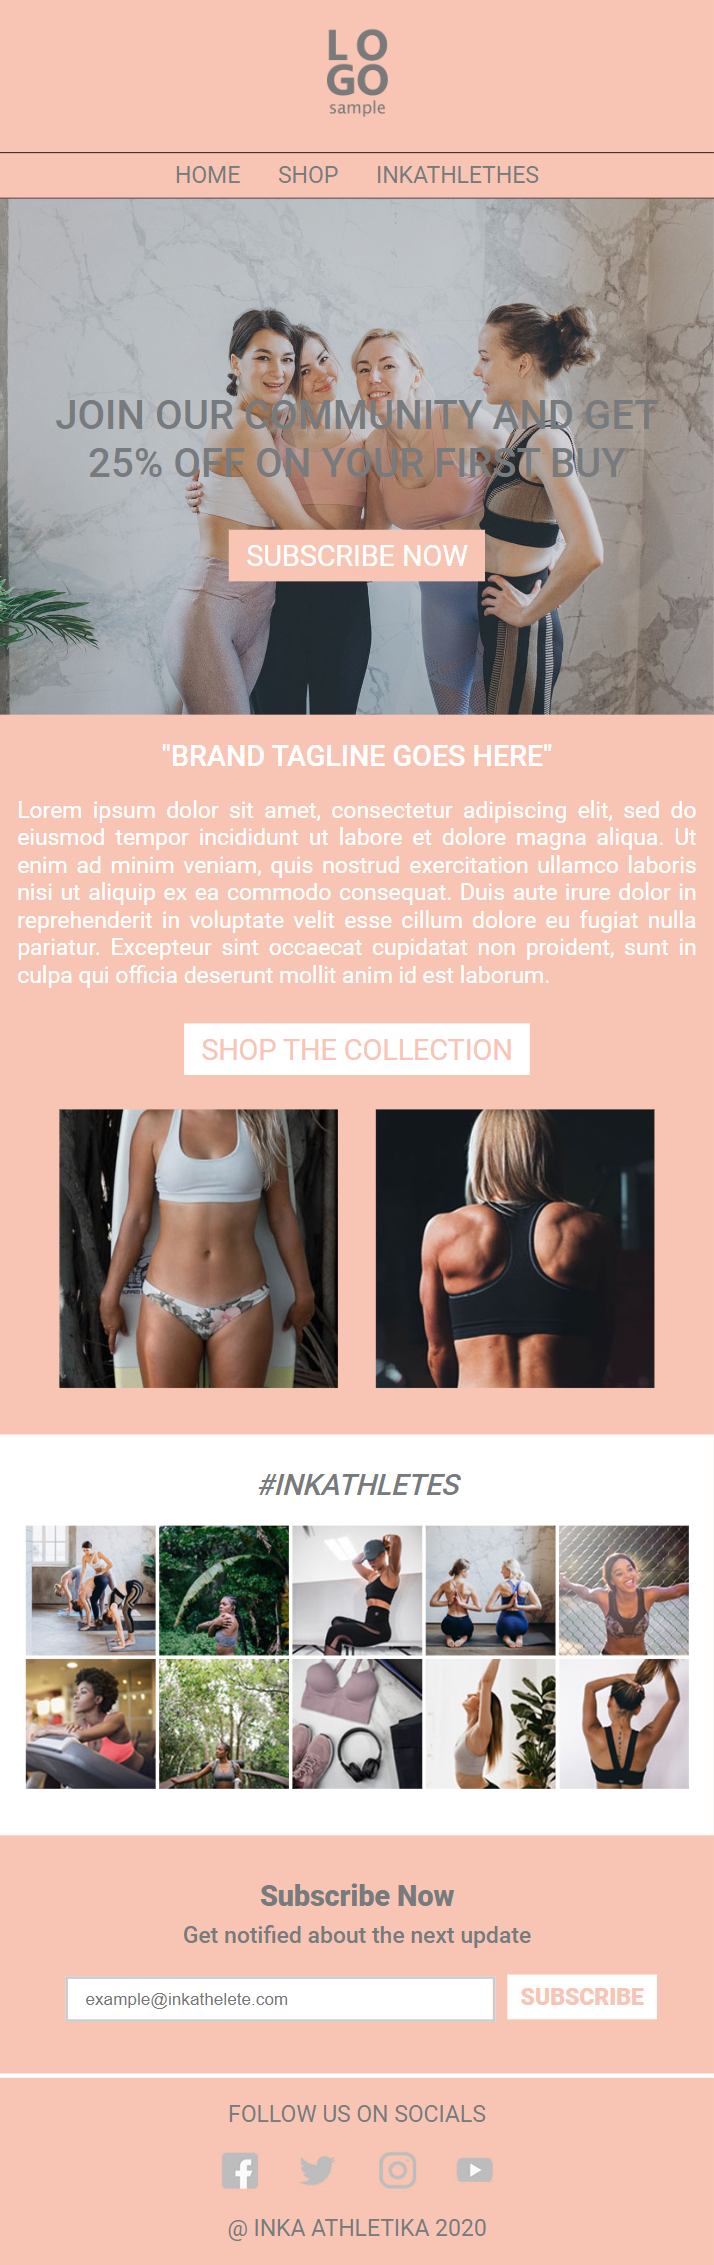 LO
GO
sample
HOME SHOP INKATHLETHES
JOIN OUR COMMUNITY AND GET
25% OFF ON YOUR FIRST BUY
SUBSCRIBE NOW
"BRAND TAGLINE GOES HERE"
Lorem ipsum dolor sit amet, consectetur adipiscing elit, sed do
eiusmod tempor incididunt ut labore et dolore magna aliqua. Ut
enim ad minim veniam, quis nostrud exercitation ullamco laboris
nisi ut aliquip ex ea commodo consequat. Duis aute irure dolor in
reprehenderit in voluptate velit esse cillum dolore eu fugiat nulla
pariatur. Excepteur sint occaecat cupidatat non proident, sunt in
culpa qui officia deserunt mollit anim id est laborum.
SHOP THE COLLECTION
#INKATHLETES
Subscribe Now
Get notified about the next update
example@inkathelete.com SUBSCRIBE
FOLLOW US ON SOCIALS
@ INKA ATHLETIKA 2020